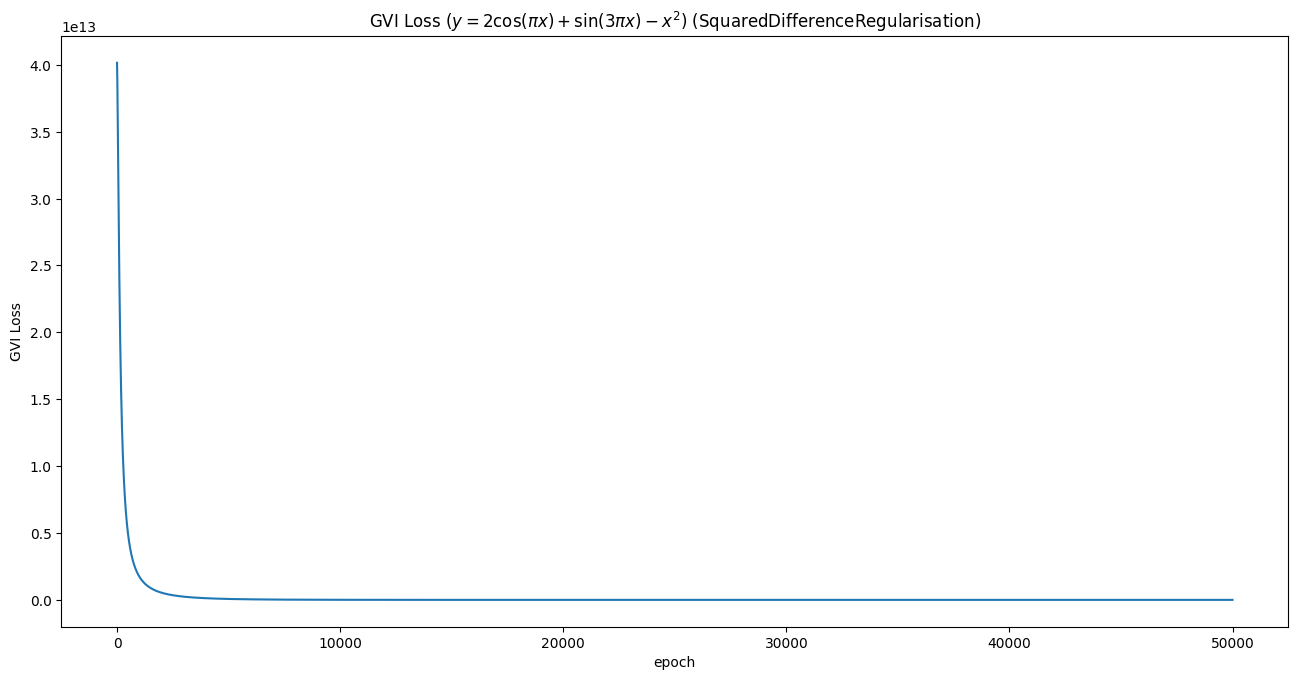 GVI Loss (y = 2cos(πx) + sin(3πx) − x²) (SquaredDifferenceRegularisation)
1e13
4.0
3.5
3.0
2.5
2.0
1.5
1.0
0.5
0.0
GVI Loss
0 10000 20000 30000 40000 50000
epoch